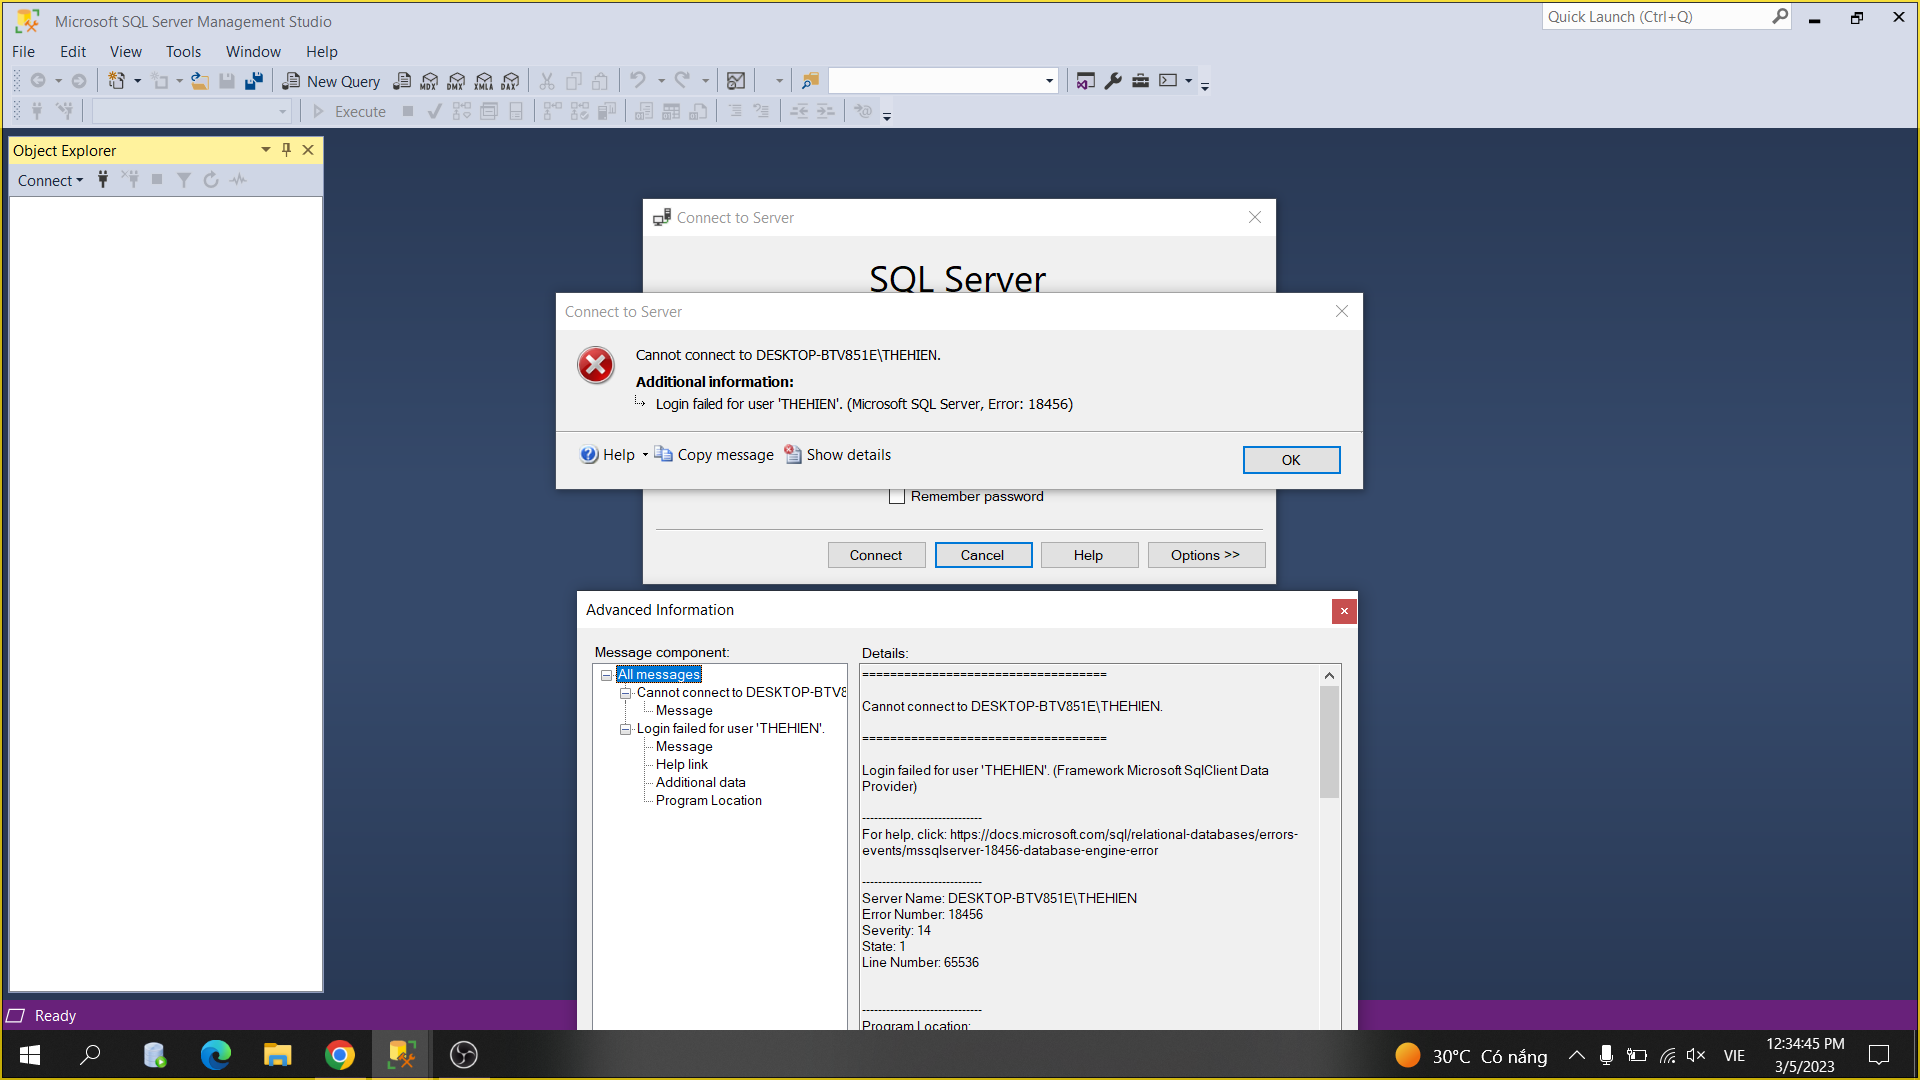 Microsoft SQL Server Management Studio
Quick Launch (Ctrl+Q)
File Edit View Tools Window Help
New Query MDX DMX XMLA DAX
Execute
Object Explorer
Connect
Connect to Server
SQL Server
Connect to Server
Cannot connect to DESKTOP-BTV851E\THEHIEN.
Additional information:
Login failed for user 'THEHIEN'. (Microsoft SQL Server, Error: 18456)
Help Copy message Show details OK
Remember password
Connect Cancel Help Options >>
Advanced Information
Message component:
All messages
Cannot connect to DESKTOP-BTV8
Message
Login failed for user 'THEHIEN'.
Message
Help link
Additional data
Program Location
Details:
===================================
Cannot connect to DESKTOP-BTV851E\THEHIEN.
===================================
Login failed for user 'THEHIEN'. (Framework Microsoft SqlClient Data
Provider)
------------------------------
For help, click: https://docs.microsoft.com/sql/relational-databases/errors-
events/mssqlserver-18456-database-engine-error
------------------------------
Server Name: DESKTOP-BTV851E\THEHIEN
Error Number: 18456
Severity: 14
State: 1
Line Number: 65536
------------------------------
Program Location:
Ready
30°C Có nắng
VIE
12:34:45 PM
3/5/2023